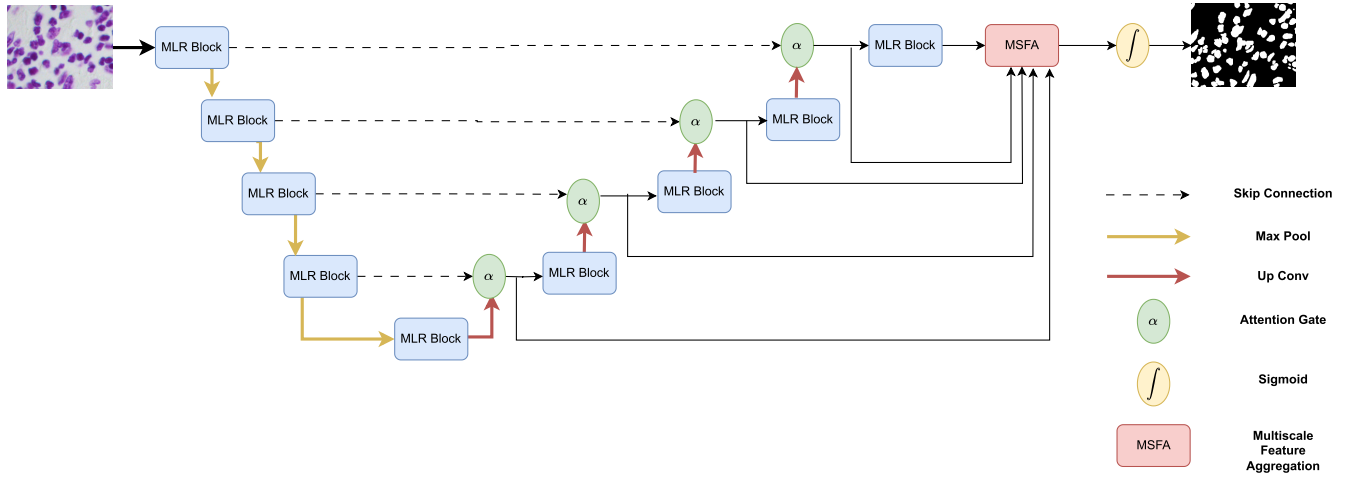 MLR Block
α
MLR Block
MSFA
∫
MLR Block
α
MLR Block
MLR Block
α
MLR Block
Skip Connection
Max Pool
MLR Block
α
MLR Block
Up Conv
MLR Block
α
Attention Gate
∫
Sigmoid
MSFA
Multiscale
Feature
Aggregation